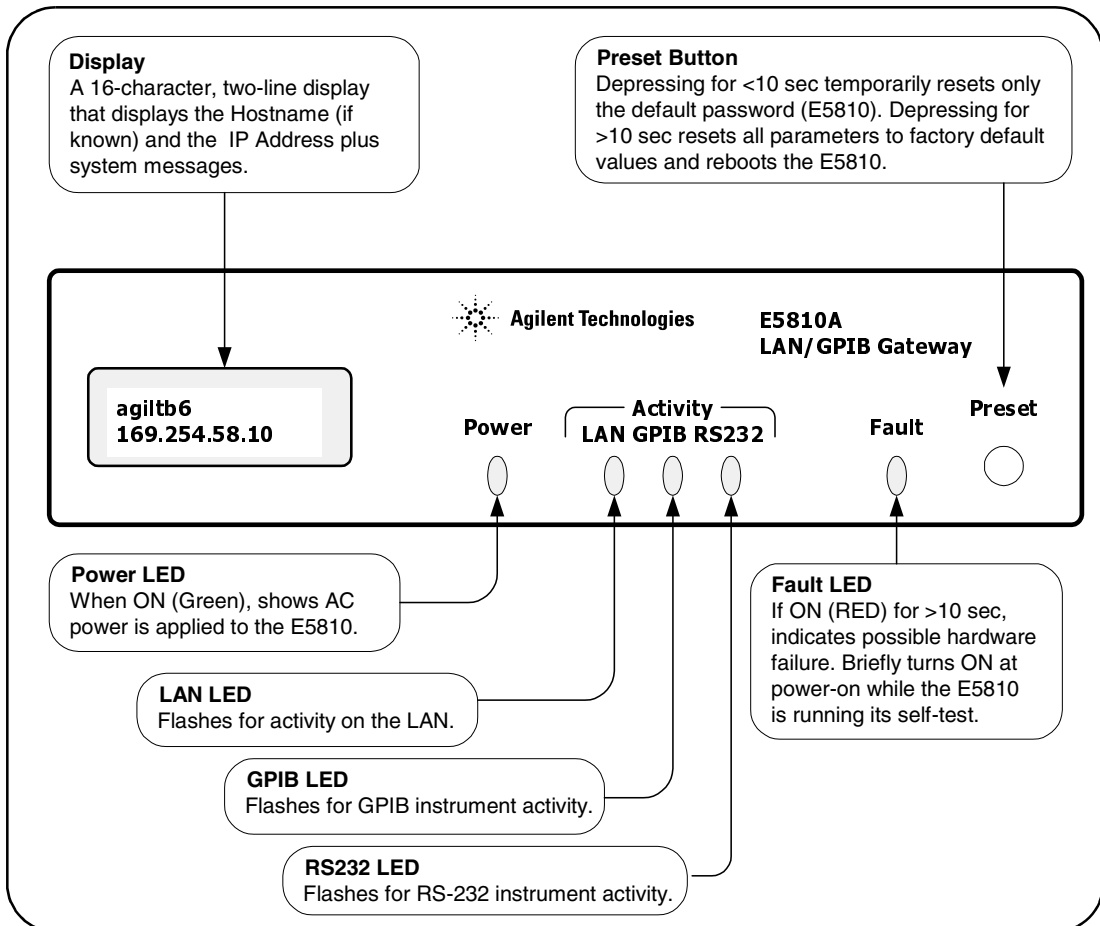 Display
A 16-character, two-line display
that displays the Hostname (if
known) and the IP Address plus
system messages.
Preset Button
Depressing for <10 sec temporarily resets only
the default password (E5810). Depressing for
>10 sec resets all parameters to factory default
values and reboots the E5810.
Agilent Technologies
E5810A
LAN/GPIB Gateway
agiltb6
169.254.58.10
Power
Activity
LAN GPIB RS232
Fault
Preset
Power LED
When ON (Green), shows AC
power is applied to the E5810.
LAN LED
Flashes for activity on the LAN.
GPIB LED
Flashes for GPIB instrument activity.
RS232 LED
Flashes for RS-232 instrument activity.
Fault LED
If ON (RED) for >10 sec,
indicates possible hardware
failure. Briefly turns ON at
power-on while the E5810
is running its self-test.